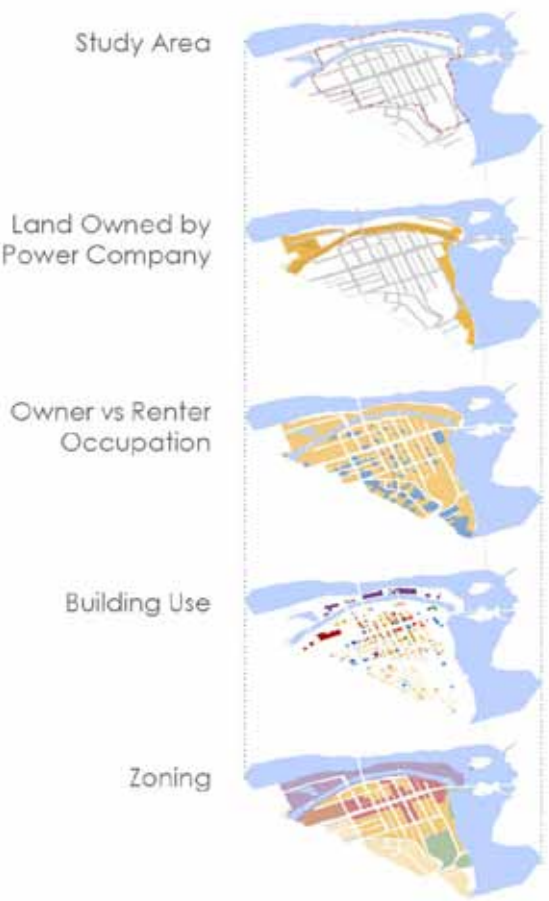 Study Area
Land Owned by
Power Company
Owner vs Renter
Occupation
Building Use
Zoning